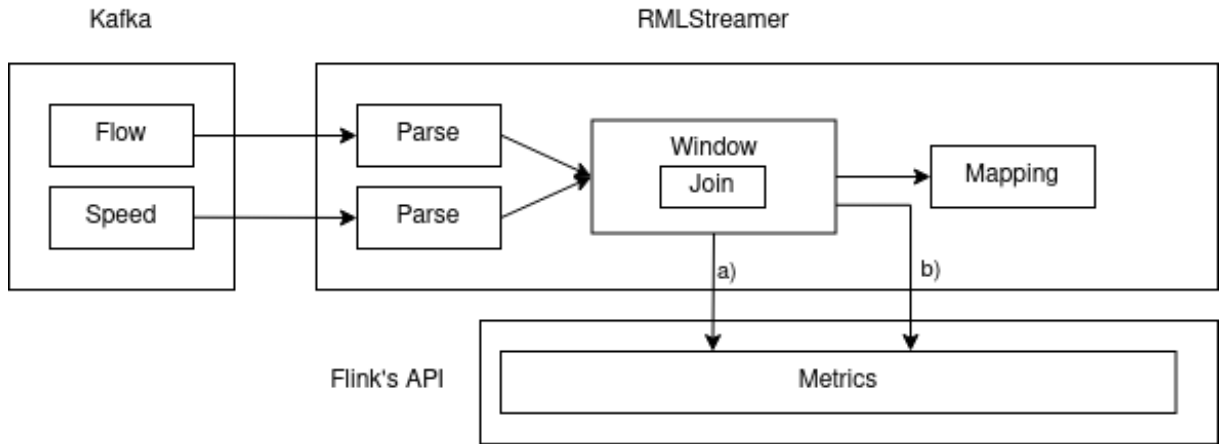 Kafka
RMLStreamer
Flow
Parse
Window
Join
Mapping
Speed
Parse
a)
b)
Flink's API
Metrics